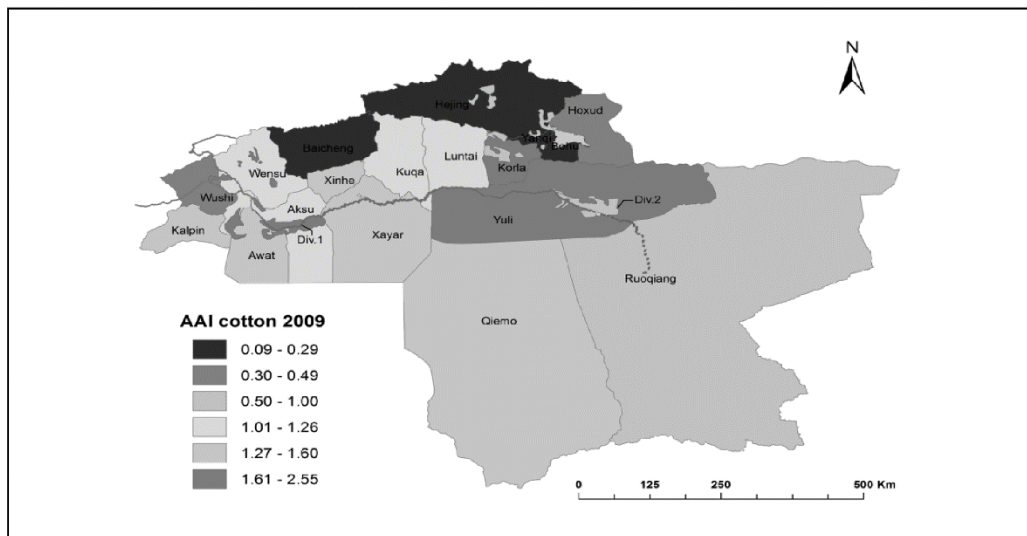 N
Hejing
Hoxud
Yanqi
Bohu
Baicheng
Luntai
Korla
Kuqa
Wensu
Xinhe
Wushi
Aksu
Div.2
Yuli
Kalpin
Div.1
Xayar
Awat
Ruoqiang
Qiemo
AAI cotton 2009
0.09 - 0.29
0.30 - 0.49
0.50 - 1.00
1.01 - 1.26
1.27 - 1.60
1.61 - 2.55
0 125 250 500 Km